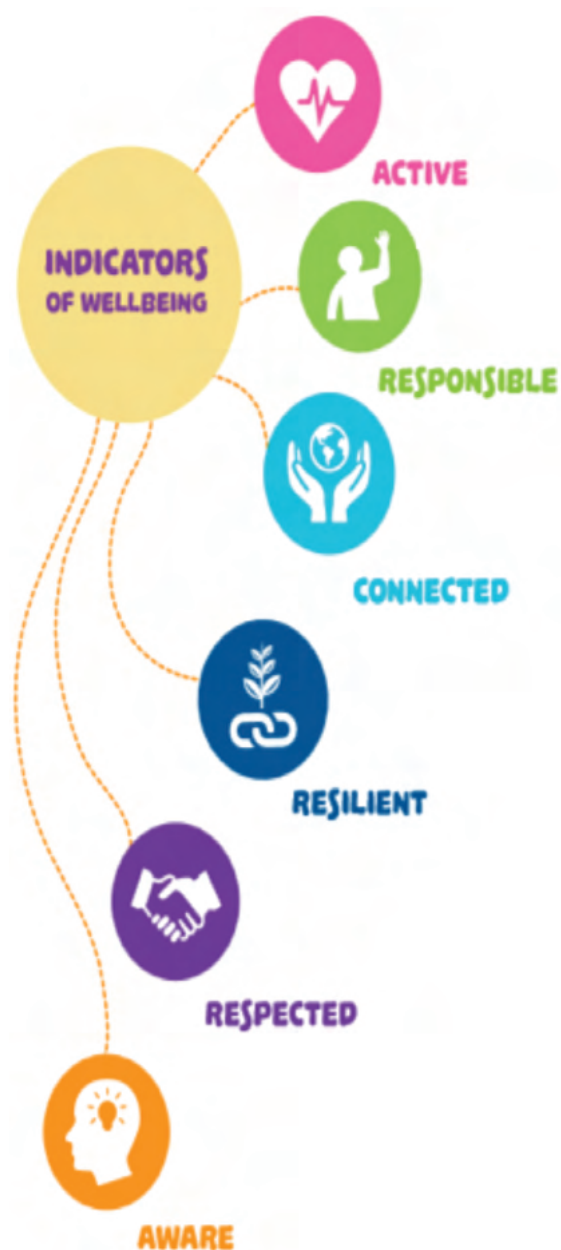 ACTIVE
INDICATORS
OF WELLBEING
RESPONSIBLE
CONNECTED
RESILIENT
RESPECTED
AWARE